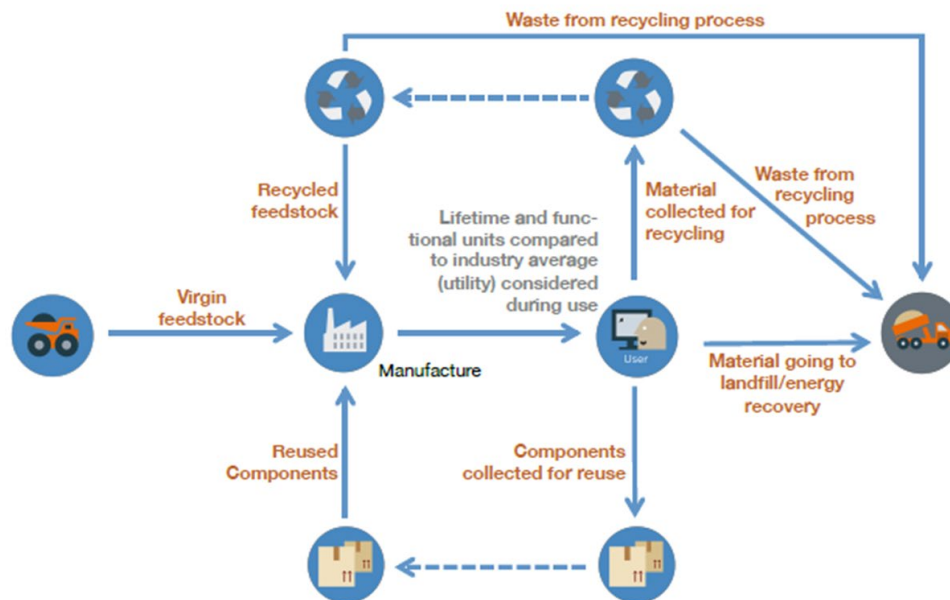 Waste from recycling process
Recycled
feedstock
Material
collected for
recycling
Waste from
recycling
process
Lifetime and func-
tional units compared
to industry average
(utility) considered
during use
Virgin
feedstock
Manufacture
User
Material going to
landfill/energy
recovery
Reused
Components
Components
collected for reuse